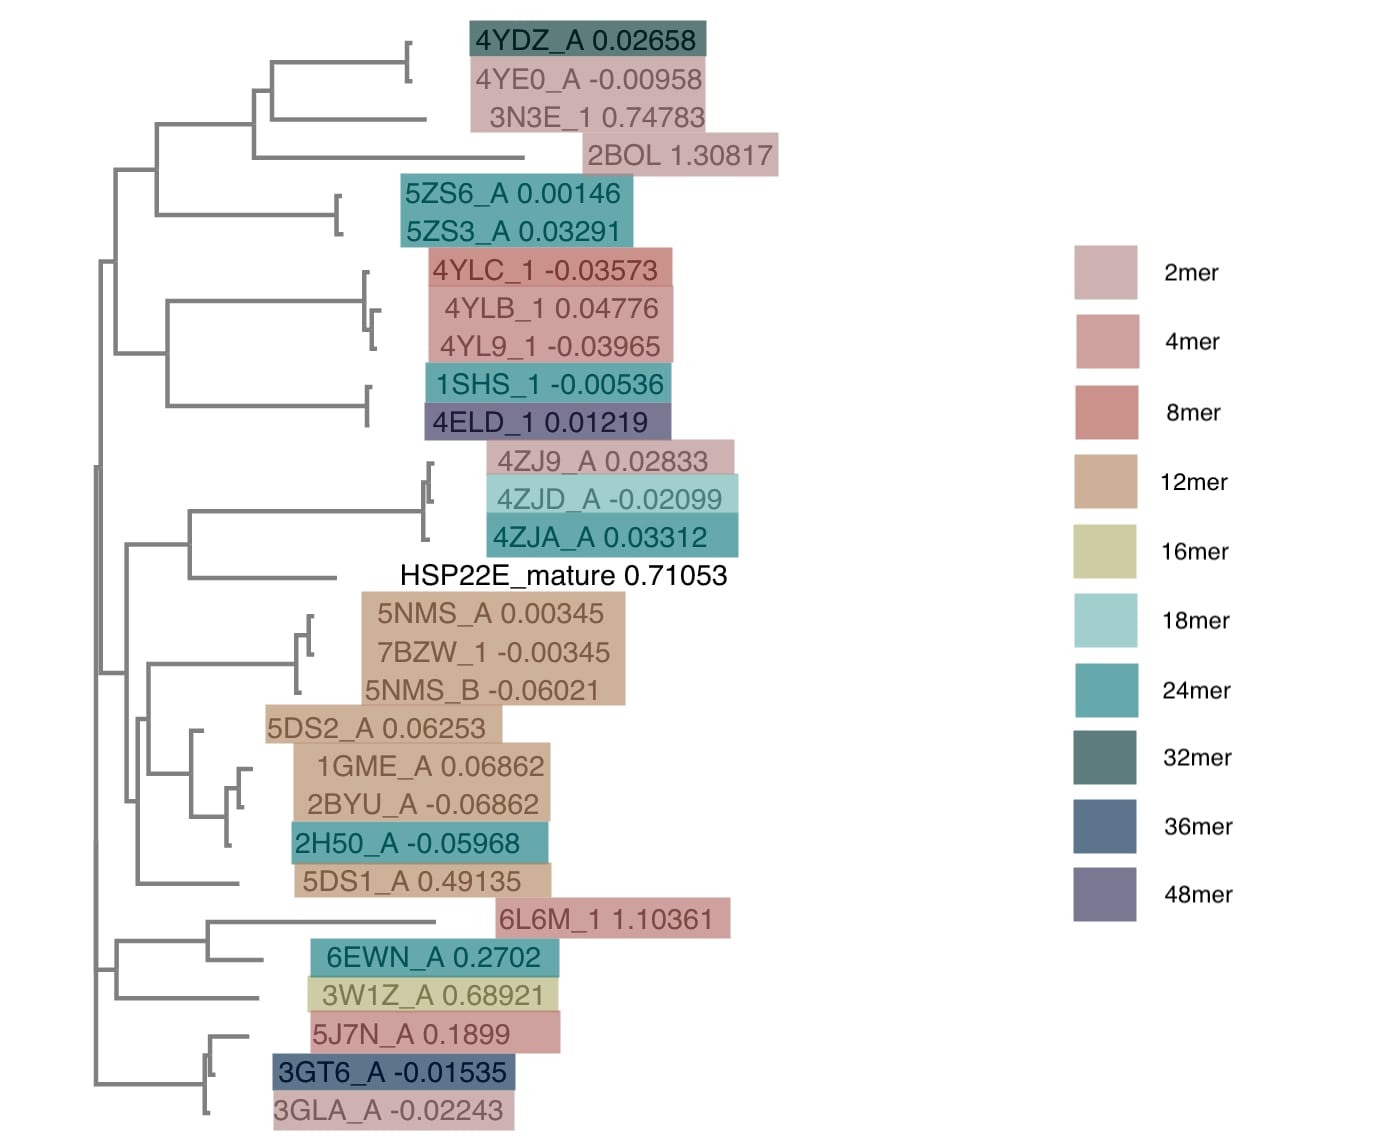 4YDZ_A 0.02658
4YE0_A -0.00958
3N3E_1 0.74783
2BOL 1.30817
5ZS6_A 0.00146
5ZS3_A 0.03291
4YLC_1 -0.03573
4YLB_1 0.04776
4YL9_1 -0.03965
1SHS_1 -0.00536
4ELD_1 0.01219
4ZJ9_A 0.02833
4ZJD_A -0.02099
4ZJA_A 0.03312
HSP22E_mature 0.71053
5NMS_A 0.00345
7BZW_1 -0.00345
5NMS_B -0.06021
5DS2_A 0.06253
1GME_A 0.06862
2BYU_A -0.06862
2H50_A -0.05968
5DS1_A 0.49135
6L6M_1 1.10361
6EWN_A 0.2702
3W1Z_A 0.68921
5J7N_A 0.1899
3GT6_A -0.01535
3GLA_A -0.02243
2mer
4mer
8mer
12mer
16mer
18mer
24mer
32mer
36mer
48mer